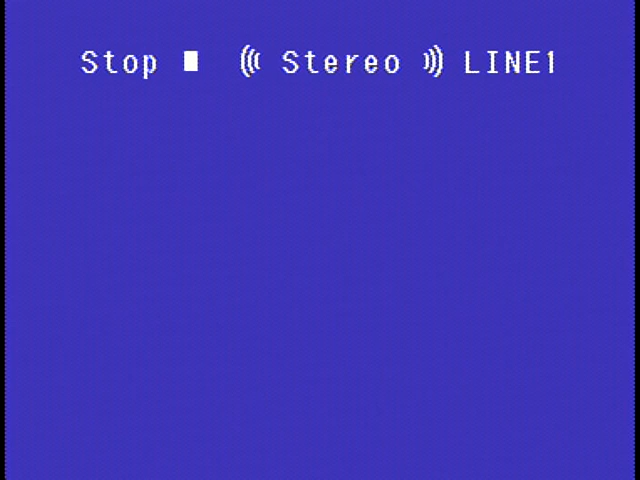 Stop ■ ((( Stereo ))) LINE1